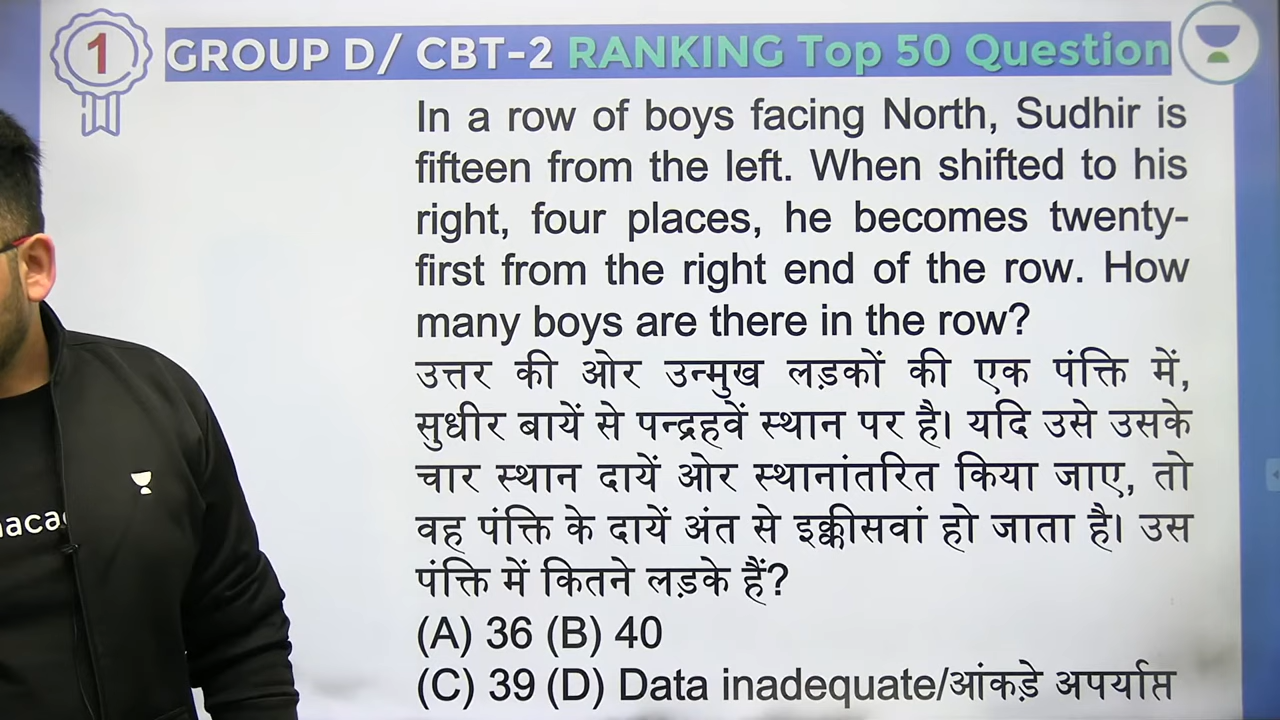 1
GROUP D/ CBT-2 RANKING Top 50 Question
In a row of boys facing North, Sudhir is
fifteen from the left. When shifted to his
right, four places, he becomes twenty-
first from the right end of the row. How
many boys are there in the row?
उत्तर की ओर उन्मुख लड़कों की एक पंक्ति में,
सुधीर बायें से पन्द्रहवें स्थान पर है। यदि उसे उसके
चार स्थान दायें ओर स्थानांतरित किया जाए, तो
वह पंक्ति के दायें अंत से इक्कीसवां हो जाता है। उस
पंक्ति में कितने लड़के हैं?
(A) 36 (B) 40
(C) 39 (D) Data inadequate/आंकड़े अपर्याप्त